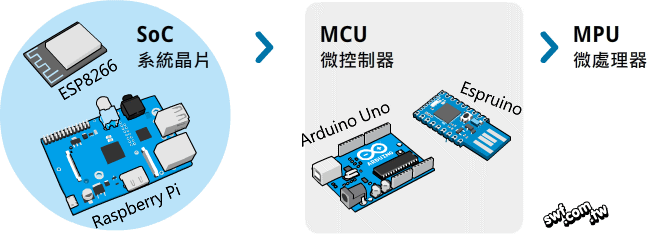 SoC
系統晶片
ESP8266
Raspberry Pi
MCU
微控制器
Arduino Uno
Espruino
ARDUINO
MPU
微處理器
swf.com.tw